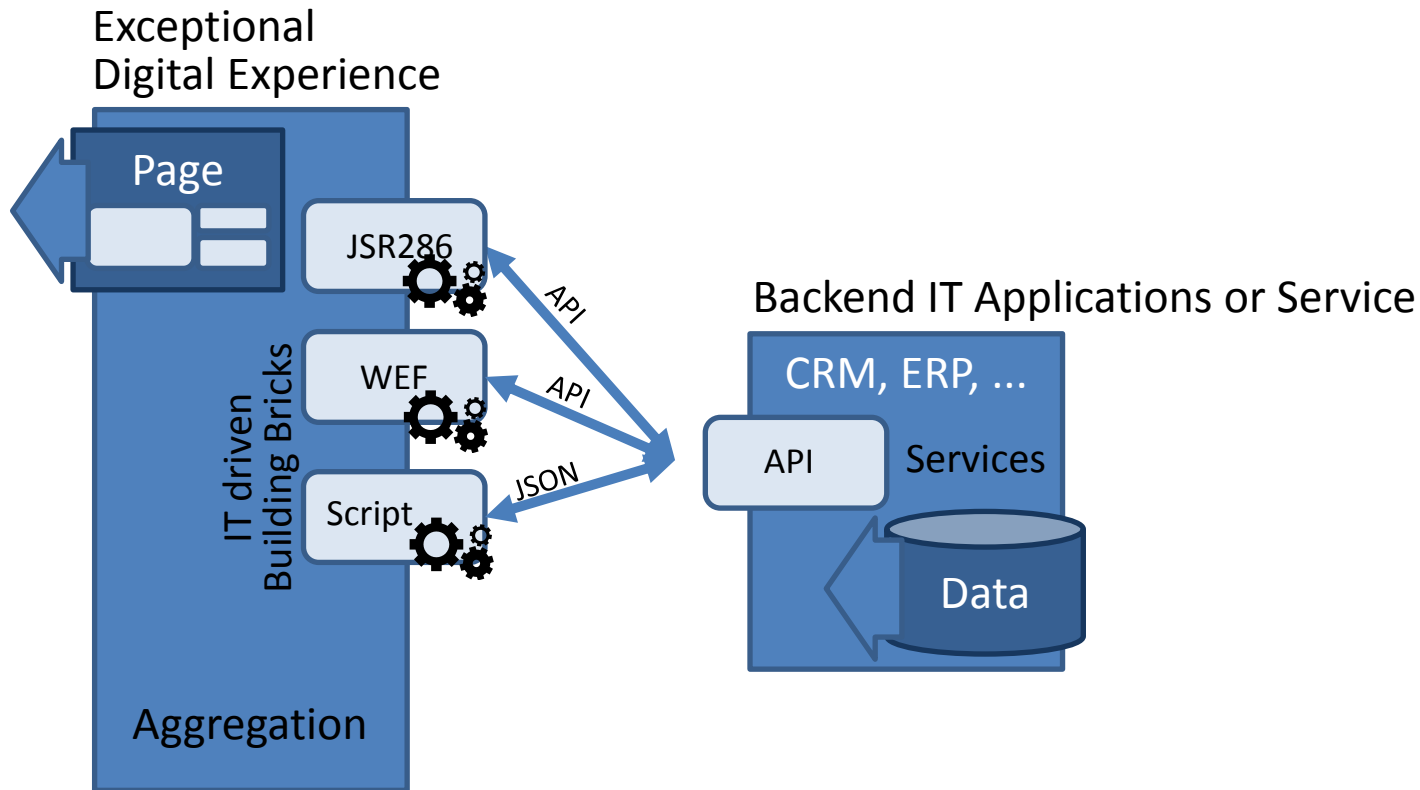 Exceptional
Digital Experience
Page
JSR286
WEF
Script
IT driven
Building Bricks
Aggregation
API
API
JSON
Backend IT Applications or Service
CRM, ERP, ...
API
Services
Data